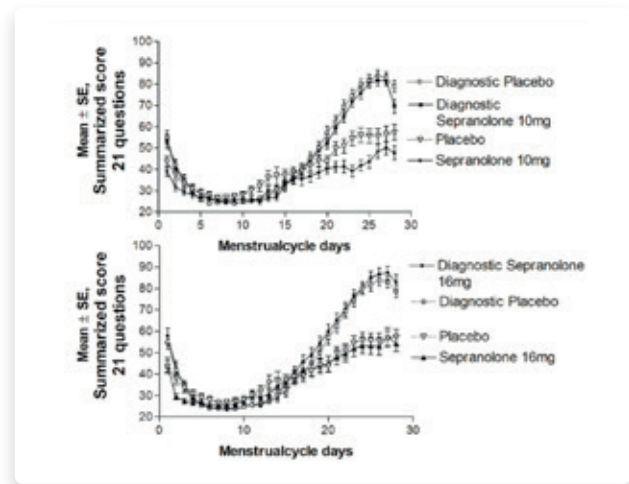 Mean ± SE,
Summarized score
21 questions
100
90
80
70
60
50
40
30
20
0
5
10
15
20
25
30
Menstrualcycle days
Diagnostic Placebo
Diagnostic
Sepranolone 10mg
Placebo
Sepranolone 10mg
Mean ± SE,
Summarized score
21 questions
100
90
80
70
60
50
40
30
20
0
10
20
30
Menstrualcycle days
Diagnostic Sepranolone
16mg
Diagnostic Placebo
Placebo
Sepranolone 16mg